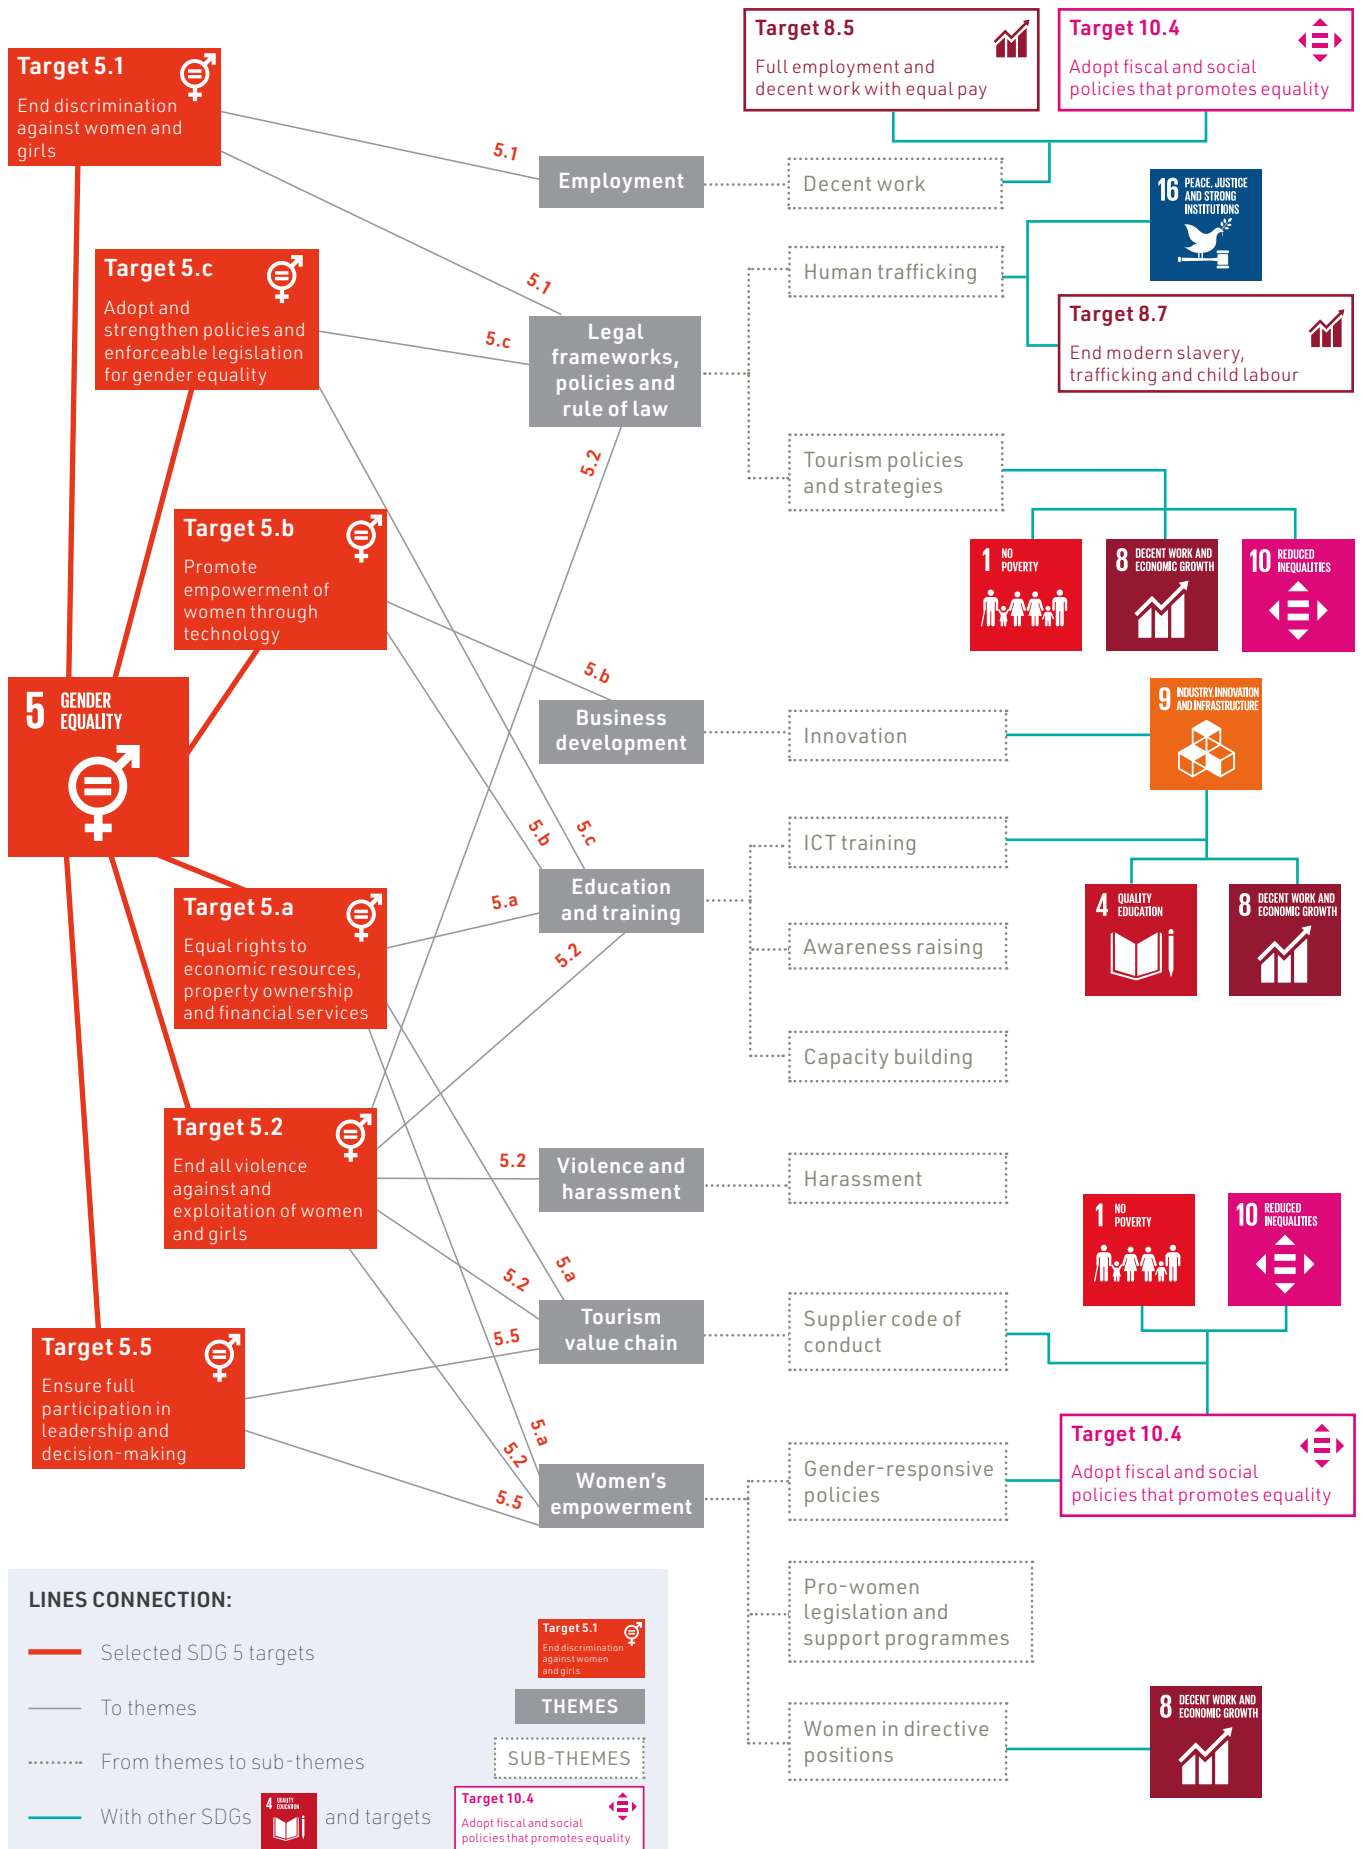 Target 5.1
End discrimination
against women and
girls
Target 5.c
Adopt and
strengthen policies and
enforceable legislation
for gender equality
Target 5.b
Promote
empowerment of
women through
technology
5 GENDER
EQUALITY
Target 5.a
Equal rights to
economic resources,
property ownership
and financial services
Target 5.2
End all violence
against and
exploitation of women
and girls
Target 5.5
Ensure full
participation in
leadership and
decision-making
5.1
5.1
5.c
5.2
5.b
5.b
5.c
5.a
5.2
5.2
5.a
5.2
5.5
5.a
5.2
5.5
Employment
Legal
frameworks,
policies and
rule of law
Business
development
Education
and training
Violence and
harassment
Tourism
value chain
Women's
empowerment
Decent work
Human trafficking
Tourism policies
and strategies
Innovation
ICT training
Awareness raising
Capacity building
Harassment
Supplier code of
conduct
Gender-responsive
policies
Pro-women
legislation and
support programmes
Women in directive
positions
Target 8.5
Full employment and
decent work with equal pay
Target 10.4
Adopt fiscal and social
policies that promotes equality
16 PEACE, JUSTICE
AND STRONG
INSTITUTIONS
Target 8.7
End modern slavery,
trafficking and child labour
1 NO
POVERTY
8 DECENT WORK AND
ECONOMIC GROWTH
10 REDUCED
INEQUALITIES
9 INDUSTRY, INNOVATION
AND INFRASTRUCTURE
4 QUALITY
EDUCATION
8 DECENT WORK AND
ECONOMIC GROWTH
1 NO
POVERTY
10 REDUCED
INEQUALITIES
Target 10.4
Adopt fiscal and social
policies that promotes equality
8 DECENT WORK AND
ECONOMIC GROWTH
LINES CONNECTION:
Selected SDG 5 targets
Target 5.1
End discrimination
against women
and girls
To themes
THEMES
From themes to sub-themes
SUB-THEMES
With other SDGs
4 QUALITY
EDUCATION
and targets
Target 10.4
Adopt fiscal and social
policies that promotes equality